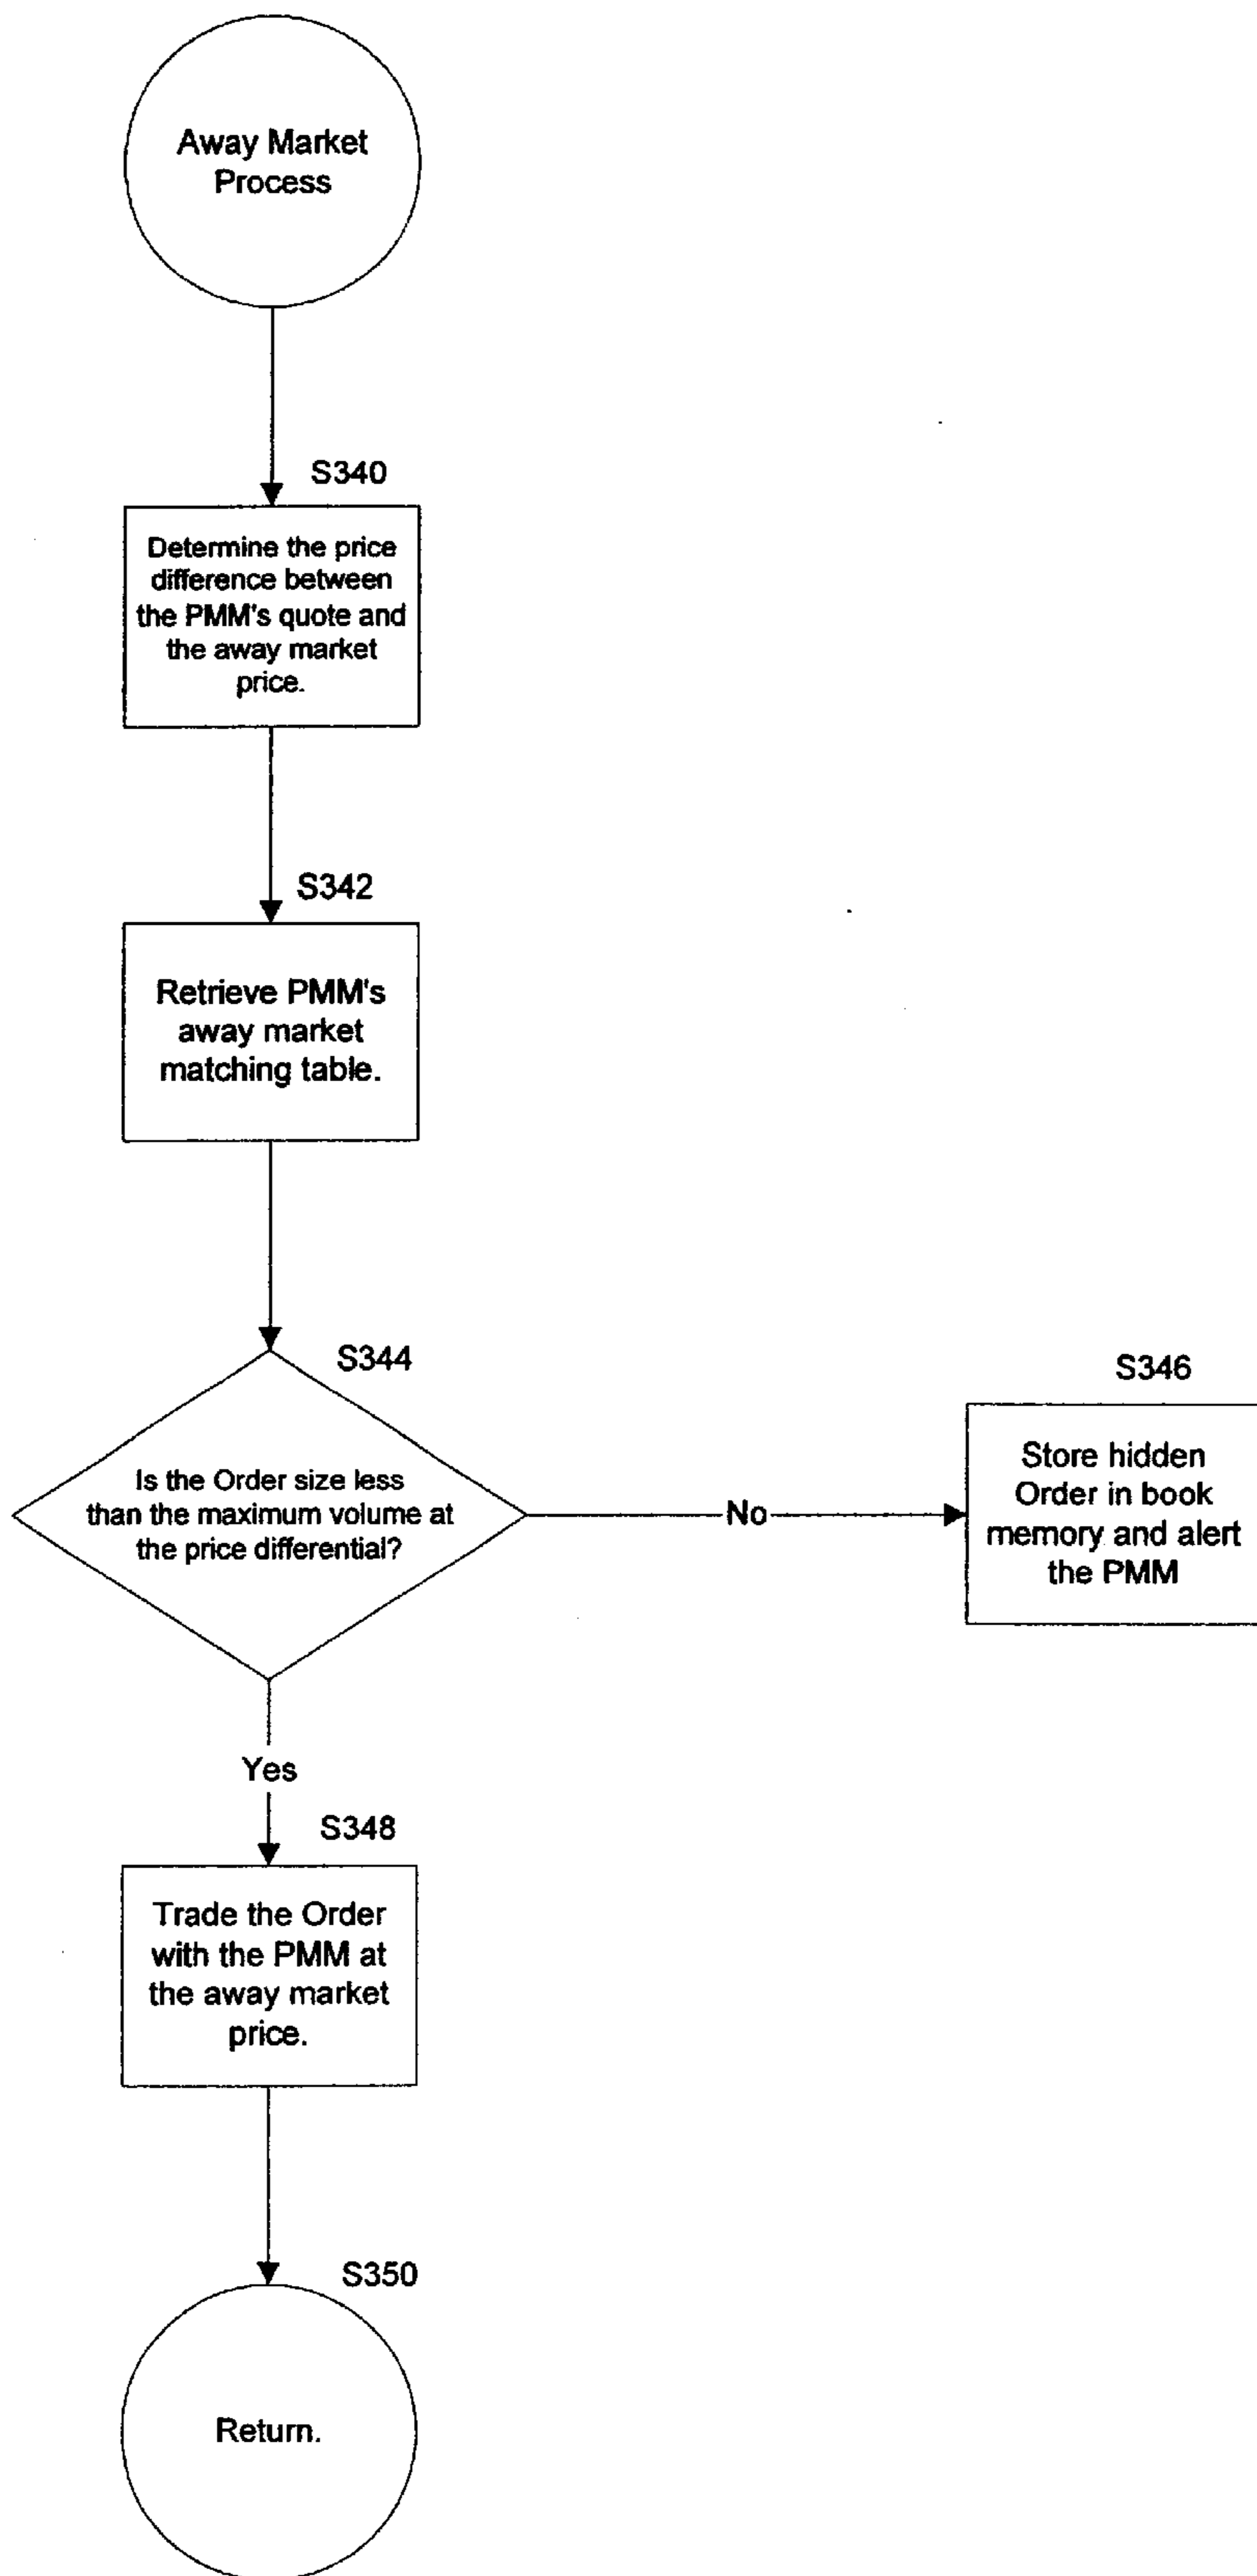 Away Market
Process
S340
Determine the price
difference between
the PMM's quote and
the away market
price.
S342
Retrieve PMM's
away market
matching table.
S344
Is the Order size less
than the maximum volume at
the price differential?
No
S346
Store hidden
Order in book
memory and alert
the PMM
Yes
S348
Trade the Order
with the PMM at
the away market
price.
S350
Return.